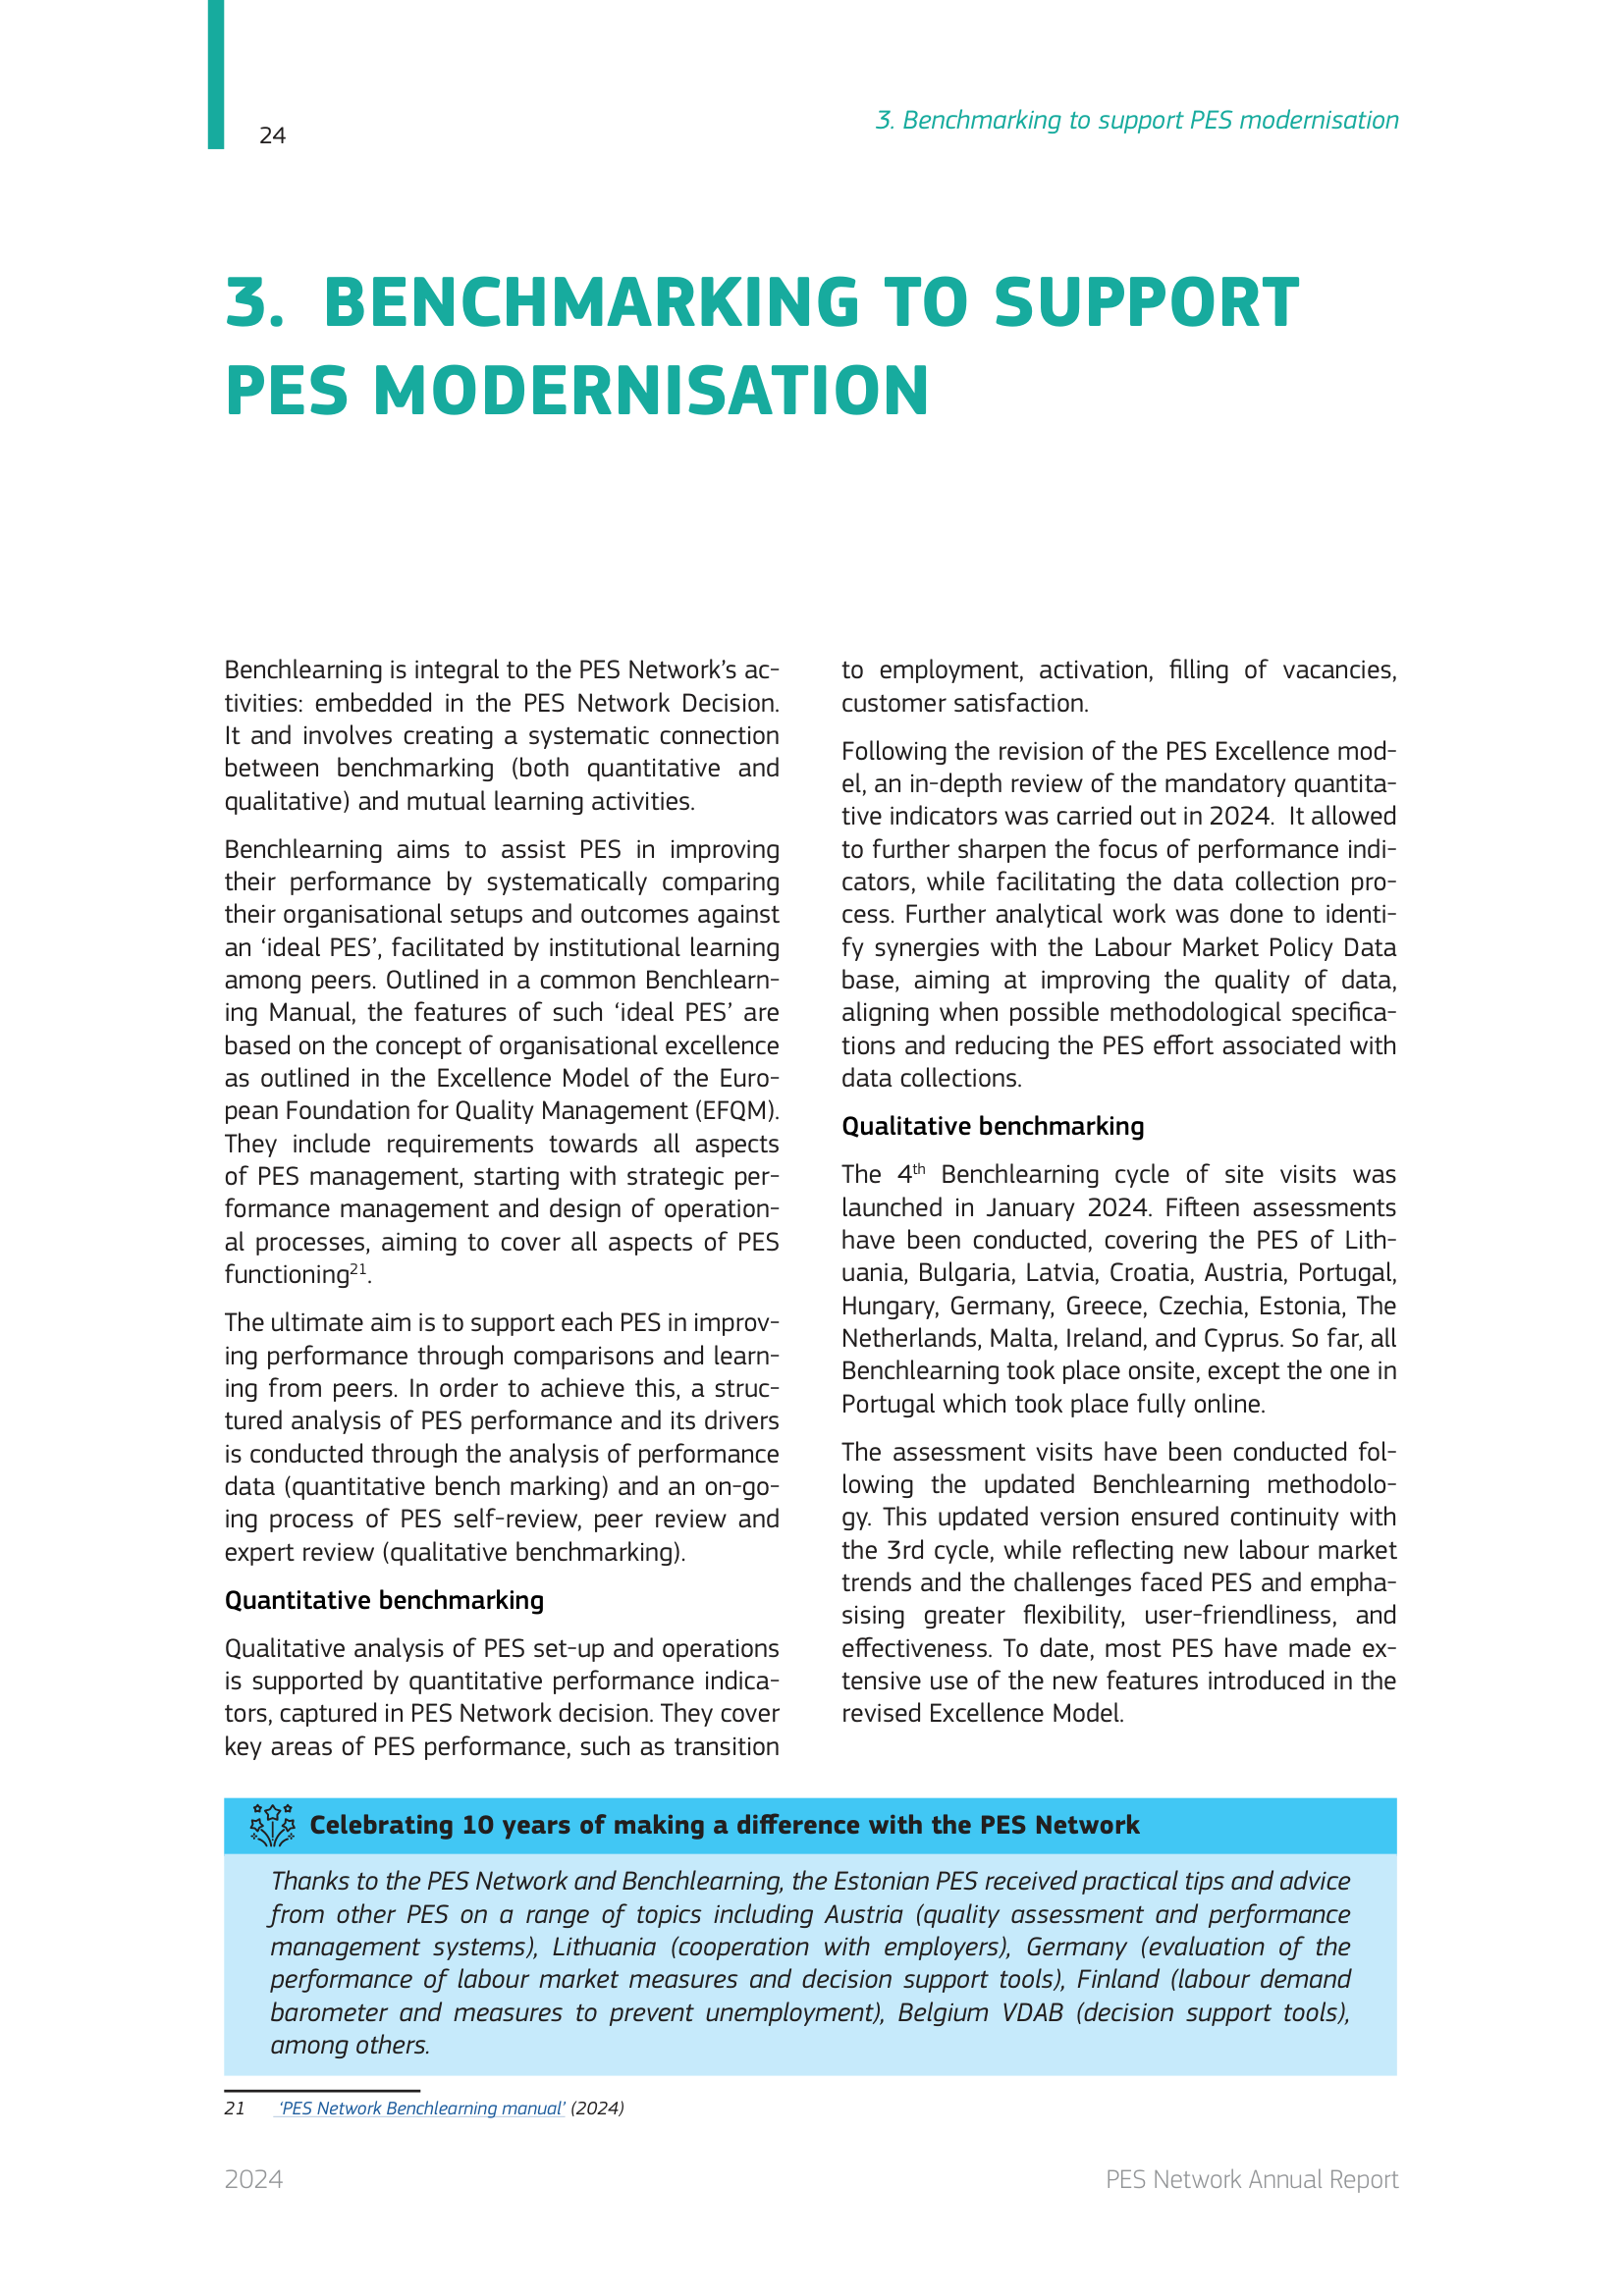 24
3. Benchmarking to support PES modernisation
3. BENCHMARKING TO SUPPORT
PES MODERNISATION
Benchlearning is integral to the PES Network’s ac-
tivities: embedded in the PES Network Decision.
It and involves creating a systematic connection
between benchmarking (both quantitative and
qualitative) and mutual learning activities.
Benchlearning aims to assist PES in improving
their performance by systematically comparing
their organisational setups and outcomes against
an ‘ideal PES’, facilitated by institutional learning
among peers. Outlined in a common Benchlearn-
ing Manual, the features of such ‘ideal PES’ are
based on the concept of organisational excellence
as outlined in the Excellence Model of the Euro-
pean Foundation for Quality Management (EFQM).
They include requirements towards all aspects
of PES management, starting with strategic per-
formance management and design of operation-
al processes, aiming to cover all aspects of PES
functioning21.
The ultimate aim is to support each PES in improv-
ing performance through comparisons and learn-
ing from peers. In order to achieve this, a struc-
tured analysis of PES performance and its drivers
is conducted through the analysis of performance
data (quantitative bench marking) and an on-go-
ing process of PES self-review, peer review and
expert review (qualitative benchmarking).
Quantitative benchmarking
Qualitative analysis of PES set-up and operations
is supported by quantitative performance indica-
tors, captured in PES Network decision. They cover
key areas of PES performance, such as transition
to employment, activation, filling of vacancies,
customer satisfaction.
Following the revision of the PES Excellence mod-
el, an in-depth review of the mandatory quantita-
tive indicators was carried out in 2024.  It allowed
to further sharpen the focus of performance indi-
cators, while facilitating the data collection pro-
cess. Further analytical work was done to identi-
fy synergies with the Labour Market Policy Data
base, aiming at improving the quality of data,
aligning when possible methodological specifica-
tions and reducing the PES effort associated with
data collections.
Qualitative benchmarking
The 4th Benchlearning cycle of site visits was
launched in January 2024. Fifteen assessments
have been conducted, covering the PES of Lith-
uania, Bulgaria, Latvia, Croatia, Austria, Portugal,
Hungary, Germany, Greece, Czechia, Estonia, The
Netherlands, Malta, Ireland, and Cyprus. So far, all
Benchlearning took place onsite, except the one in
Portugal which took place fully online.
The assessment visits have been conducted fol-
lowing the updated Benchlearning methodolo-
gy. This updated version ensured continuity with
the 3rd cycle, while reflecting new labour market
trends and the challenges faced PES and empha-
sising greater flexibility, user-friendliness, and
effectiveness. To date, most PES have made ex-
tensive use of the new features introduced in the
revised Excellence Model.
Celebrating 10 years of making a difference with the PES Network
Thanks to the PES Network and Benchlearning, the Estonian PES received practical tips and advice
from other PES on a range of topics including Austria (quality assessment and performance
management systems), Lithuania (cooperation with employers), Germany (evaluation of the
performance of labour market measures and decision support tools), Finland (labour demand
barometer and measures to prevent unemployment), Belgium VDAB (decision support tools),
among others.
21 ‘PES Network Benchlearning manual’ (2024)
2024
PES Network Annual Report